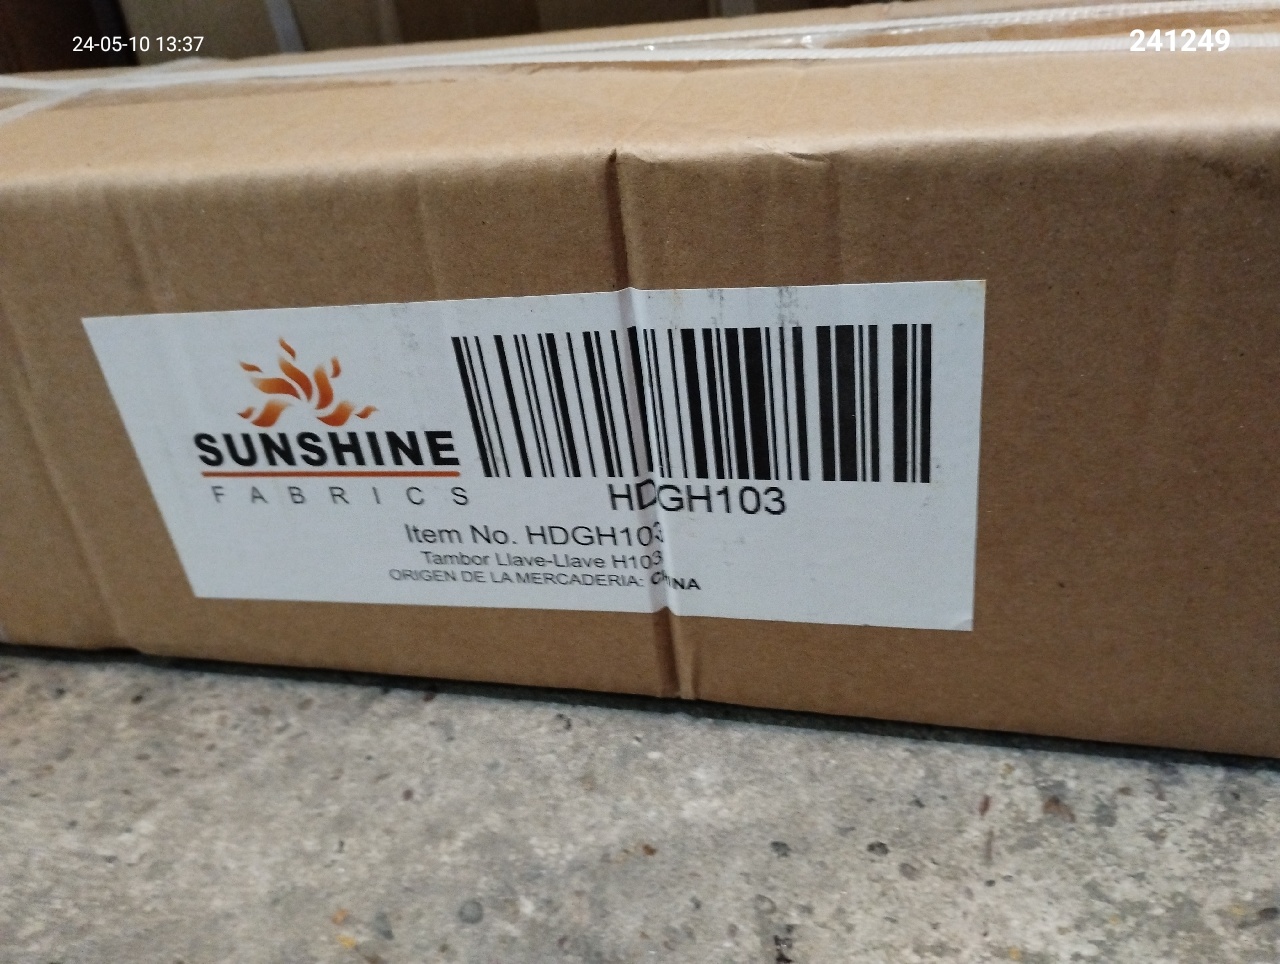 24-05-10 13:37
241249
SUNSHINE
FABRICS
HDGH103
Item No. HDGH103
Tambor Llave-Llave H103
ORIGEN DE LA MERCADERIA: CHINA